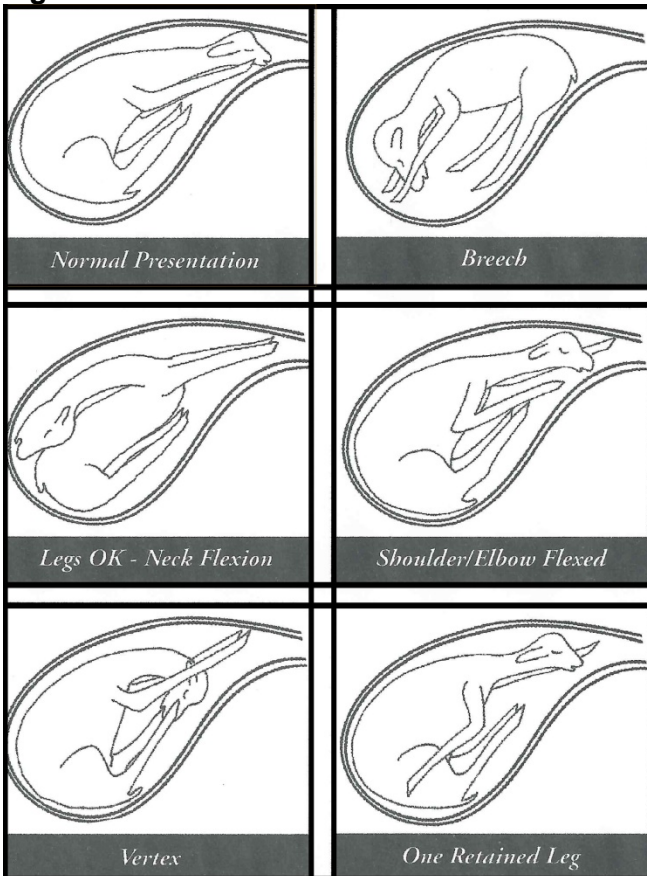 Normal Presentation
Breech
Legs OK - Neck Flexion
Shoulder/Elbow Flexed
Vertex
One Retained Leg